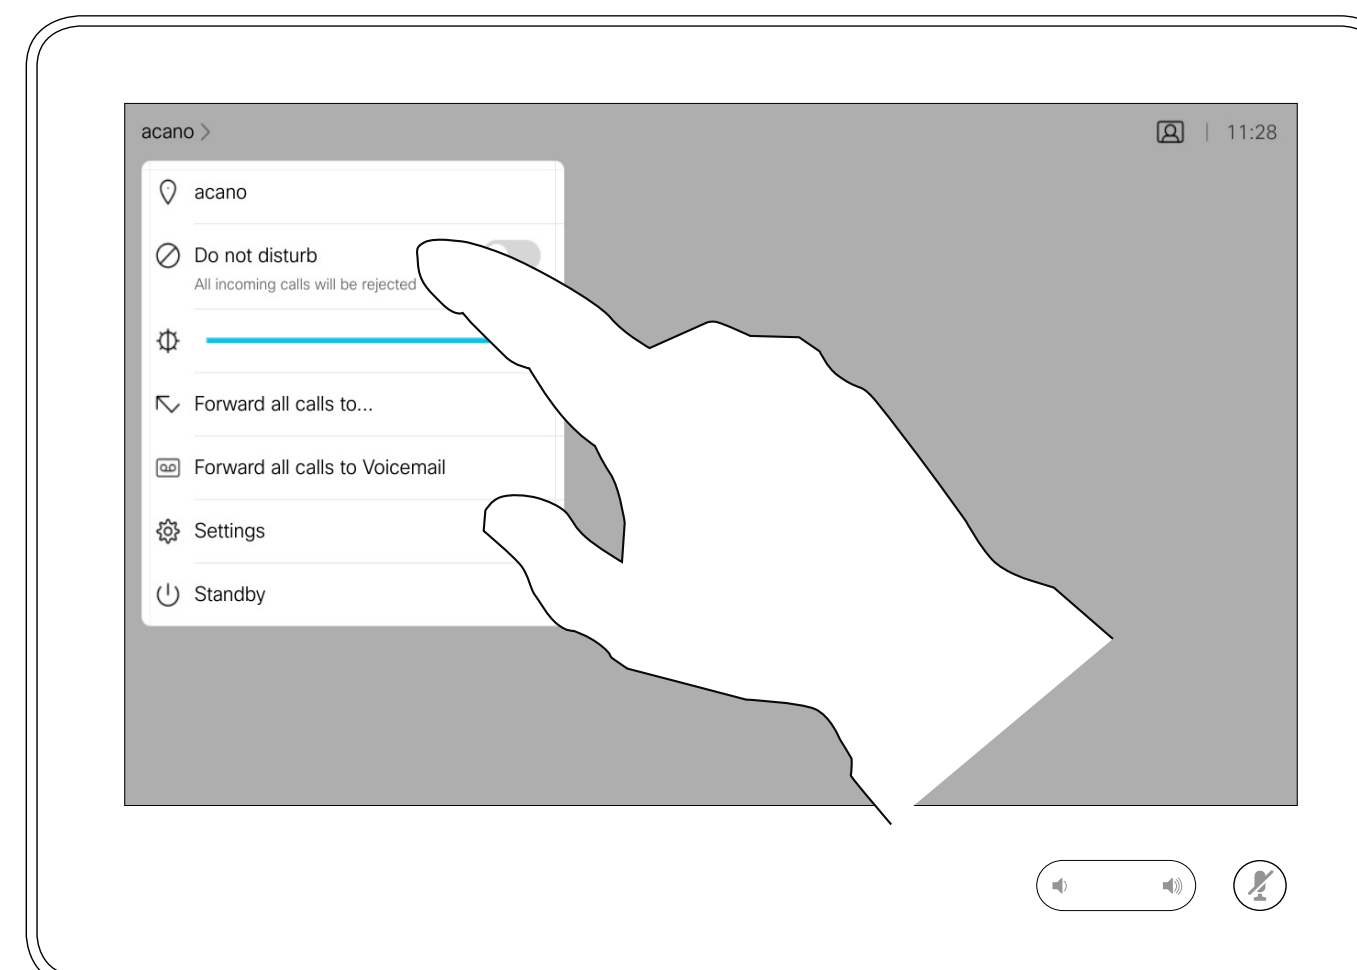 acano
11:28
acano
Do not disturb
All incoming calls will be rejected
Forward all calls to...
Forward all calls to Voicemail
Settings
Standby